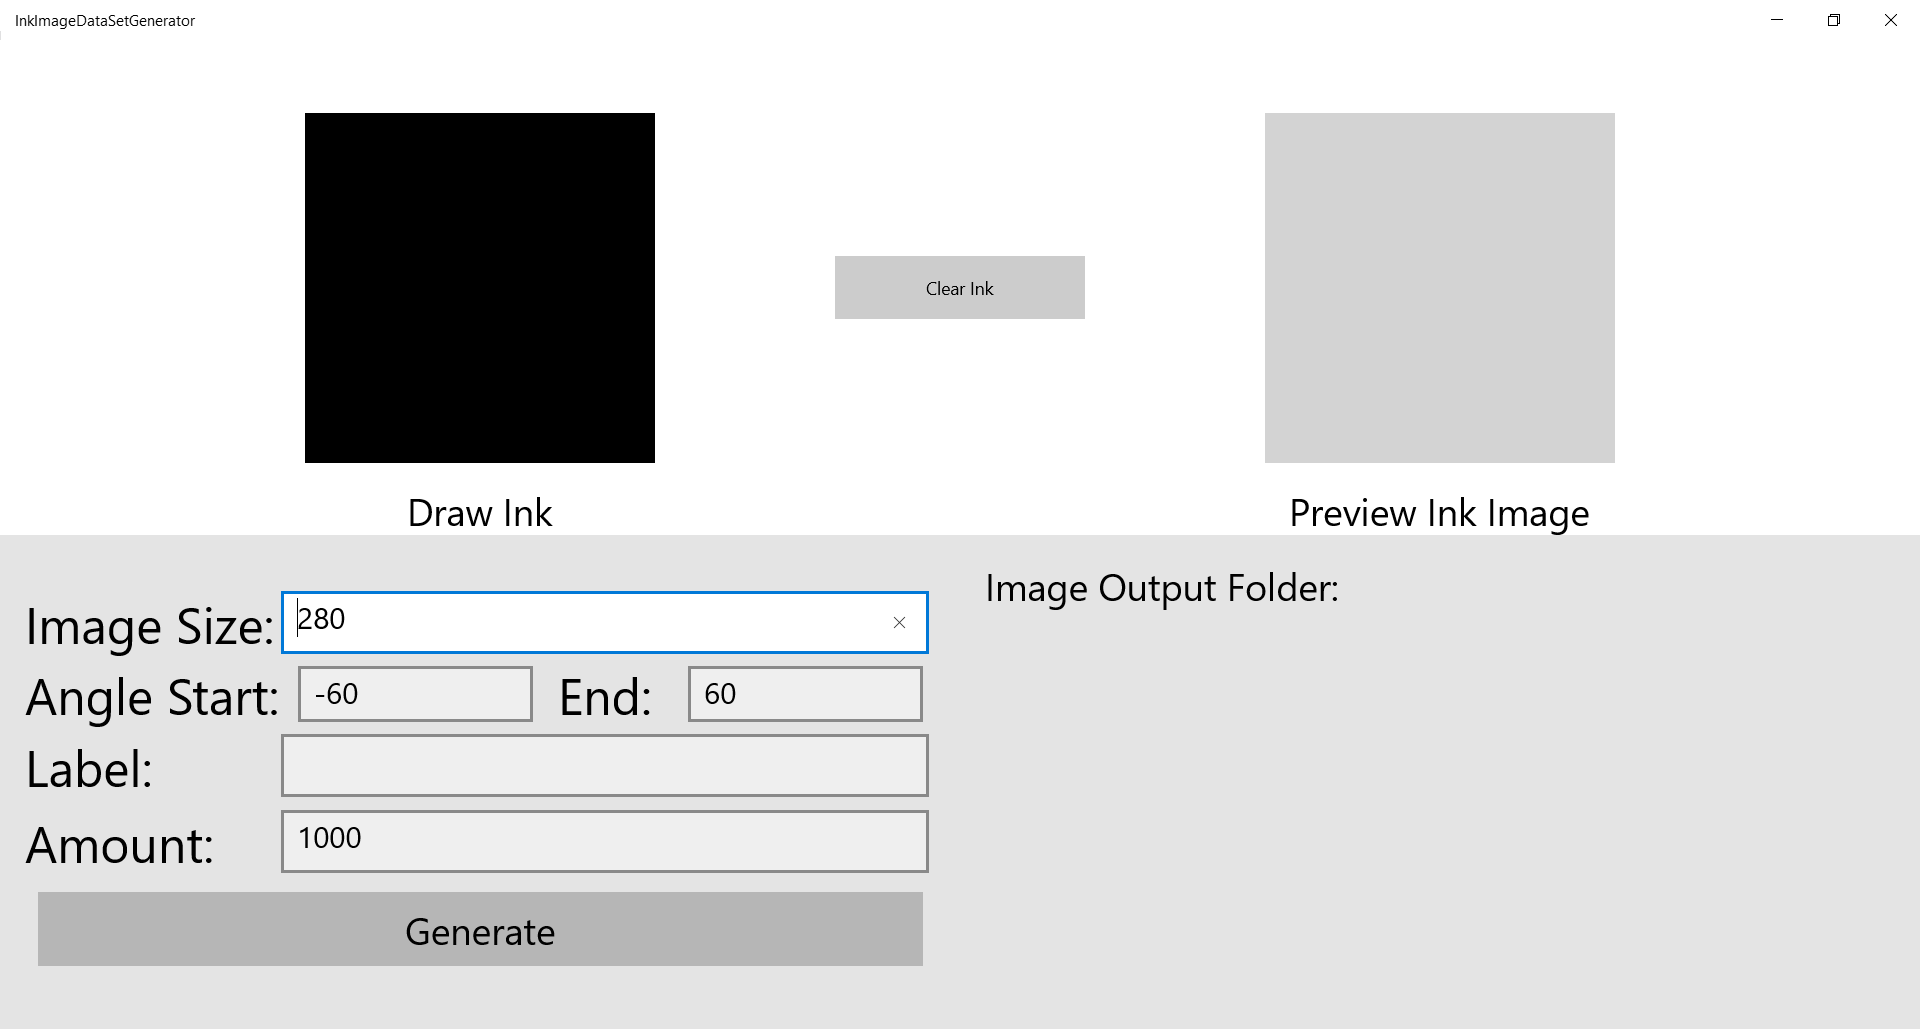 InkImageDataSetGenerator
Clear Ink
Draw Ink
Preview Ink Image
Image Size: 280
Angle Start: -60 End: 60
Label:
Amount: 1000
Generate
Image Output Folder: